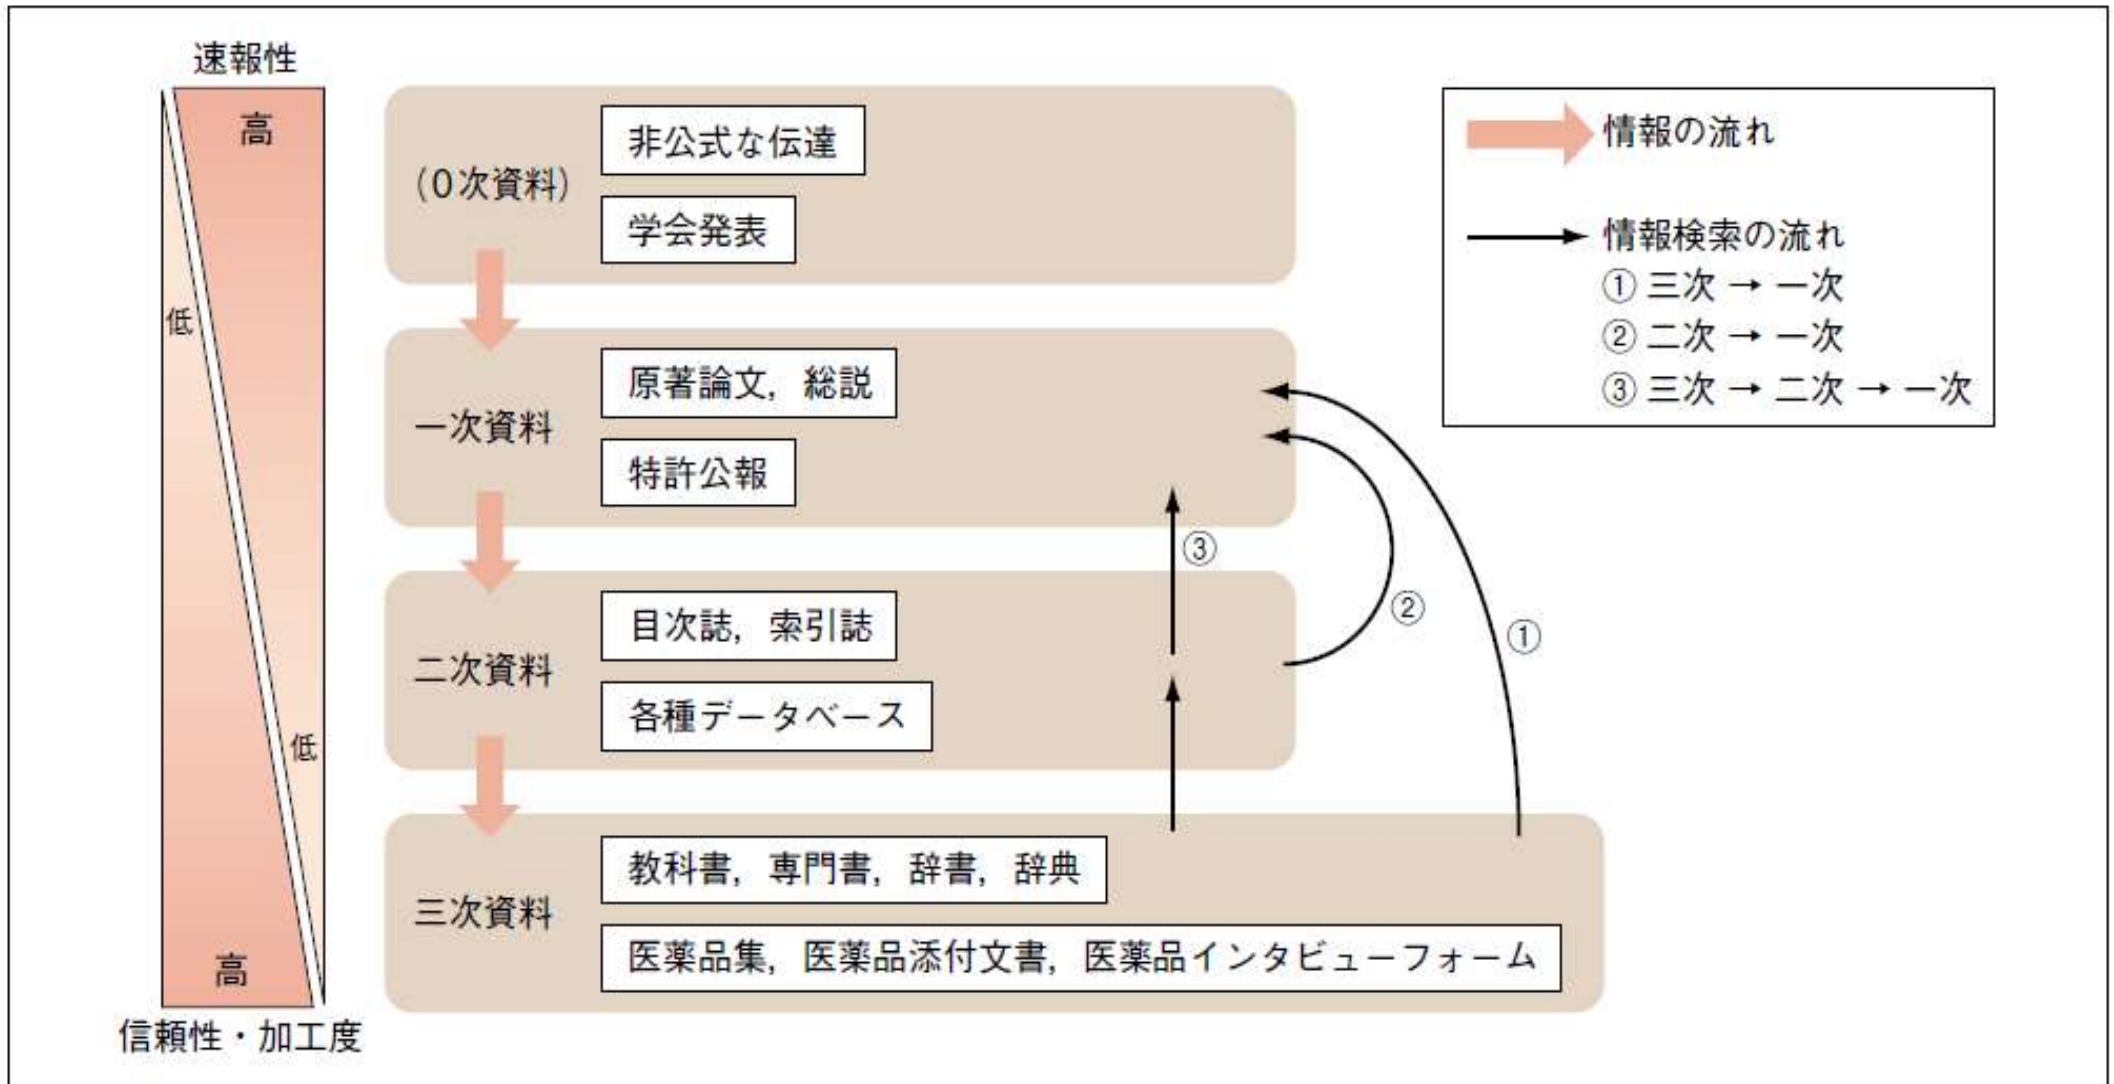 速報性
高
低
低
高
信頼性・加工度
(0次資料)
非公式な伝達
学会発表
一次資料
原著論文，総説
特許公報
二次資料
目次誌，索引誌
各種データベース
三次資料
教科書，専門書，辞書，辞典
医薬品集，医薬品添付文書，医薬品インタビューフォーム
③
②
①
情報の流れ
情報検索の流れ
① 三次 → 一次
② 二次 → 一次
③ 三次 → 二次 → 一次